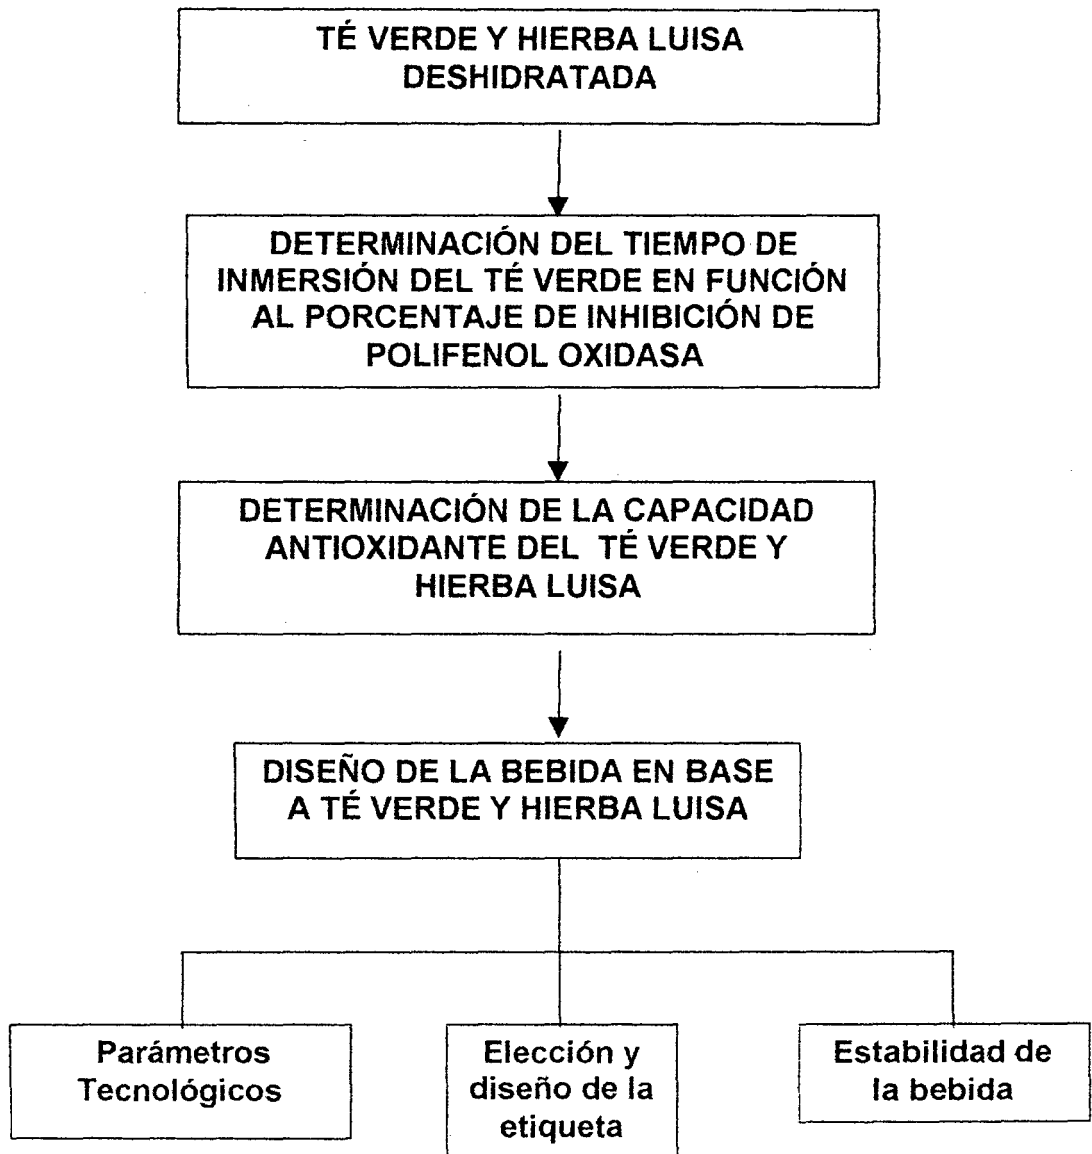 TÉ VERDE Y HIERBA LUISA
DESHIDRATADA
DETERMINACIÓN DEL TIEMPO DE
INMERSIÓN DEL TÉ VERDE EN FUNCIÓN
AL PORCENTAJE DE INHIBICIÓN DE
POLIFENOL OXIDASA
DETERMINACIÓN DE LA CAPACIDAD
ANTIOXIDANTE DEL TÉ VERDE Y
HIERBA LUISA
DISEÑO DE LA BEBIDA EN BASE
A TÉ VERDE Y HIERBA LUISA
Parámetros
Tecnológicos
Elección y
diseño de la
etiqueta
Estabilidad de
la bebida